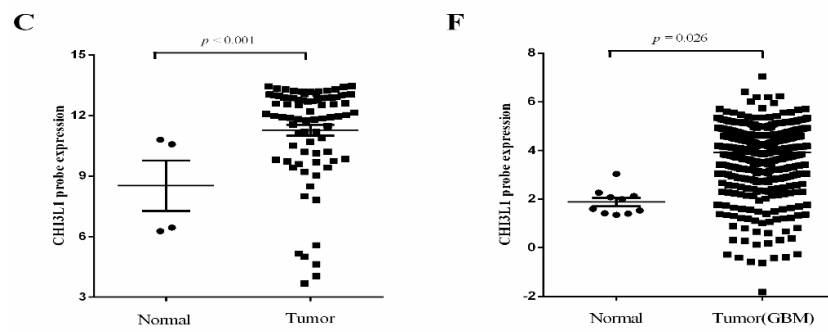 C
p < 0.001
CHI3L1 probe expression
15
12
9
6
3
Normal
Tumor
F
p = 0.026
CHI3L1 probe expression
8
6
4
2
0
-2
Normal
Tumor(GBM)